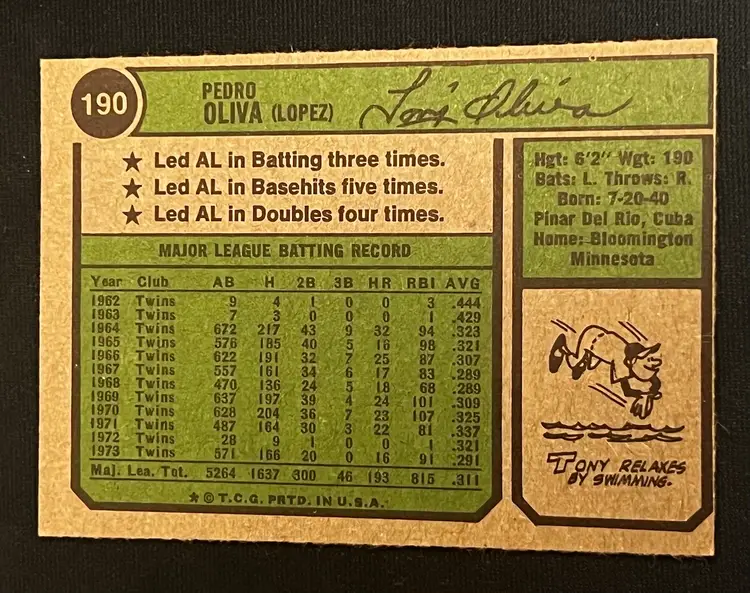 190
PEDRO
OLIVA (LOPEZ)
Tony Oliva
★ Led AL in Batting three times.
★ Led AL in Basehits five times.
★ Led AL in Doubles four times.
MAJOR LEAGUE BATTING RECORD
Year Club AB H 2B 3B HR RBI AVG
1962 Twins 9 4 1 0 0 3 .444
1963 Twins 7 3 0 0 0 1 .429
1964 Twins 672 217 43 9 32 94 .323
1965 Twins 576 185 40 5 16 98 .321
1966 Twins 622 191 32 7 25 87 .307
1967 Twins 557 161 34 6 17 83 .289
1968 Twins 470 136 24 5 18 68 .289
1969 Twins 637 197 39 4 24 101 .309
1970 Twins 628 204 36 7 23 107 .325
1971 Twins 487 164 30 3 22 81 .337
1972 Twins 28 9 1 0 0 1 .321
1973 Twins 571 166 20 0 16 91 .291
Maj. Lea. Tot. 5264 1637 300 46 193 815 .311
★ © T.C.G. PRTD. IN U.S.A.
Hgt: 6'2" Wgt: 190
Bats: L. Throws: R.
Born: 7-20-40
Pinar Del Rio, Cuba
Home: Bloomington
Minnesota
TONY RELAXES
BY SWIMMING.